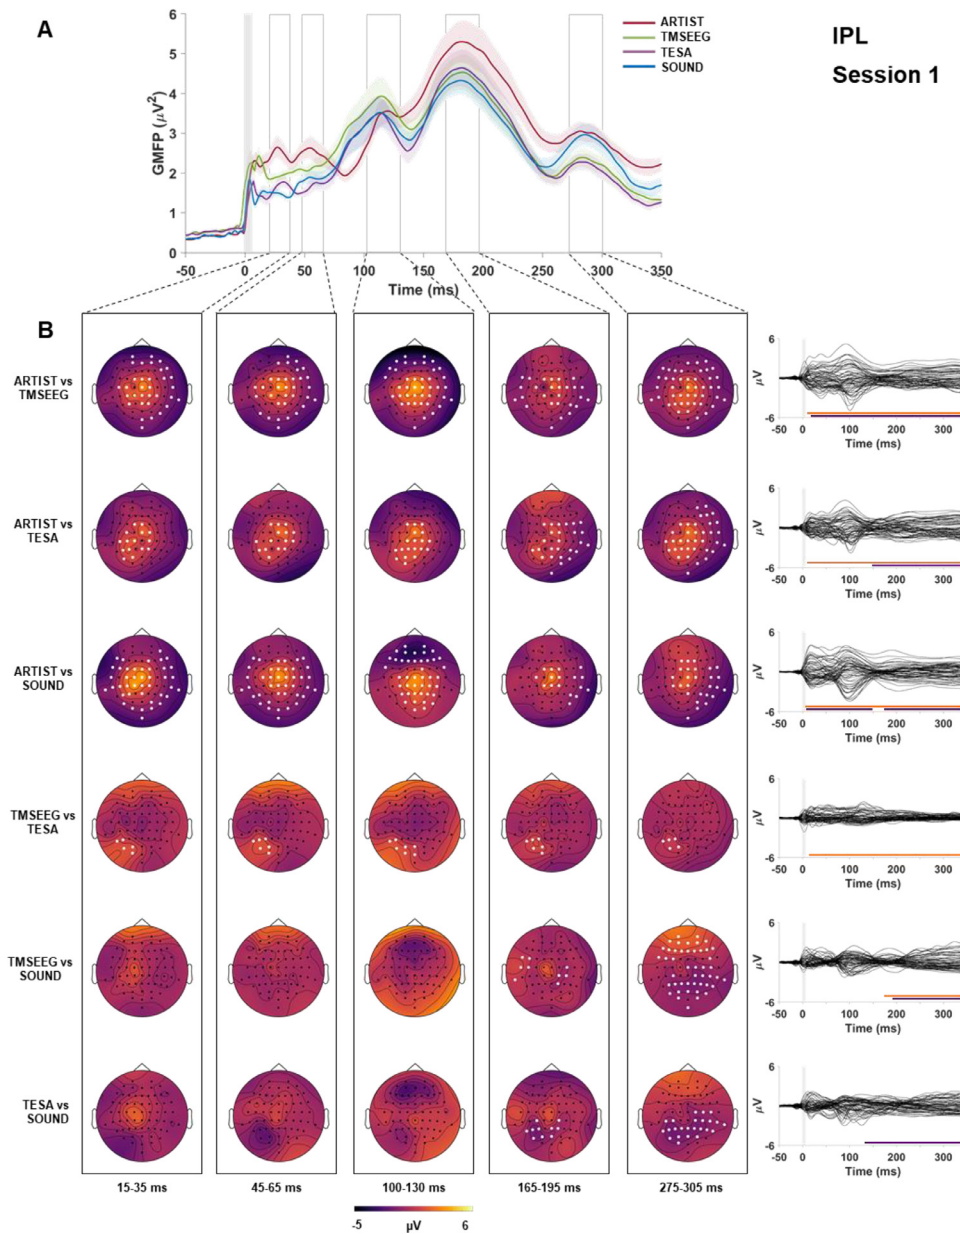 A
IPL
Session 1
ARTIST
TMSEEG
TESA
SOUND
GMFP (μV²)
6
5
4
3
2
1
0
-50 0 50 100 150 200 250 300 350
Time (ms)
B
ARTIST vs
TMSEEG
6
μV
-6
-50 0 100 200 300
Time (ms)
ARTIST vs
TESA
6
μV
-6
-50 0 100 200 300
Time (ms)
ARTIST vs
SOUND
6
μV
-6
-50 0 100 200 300
Time (ms)
TMSEEG vs
TESA
6
μV
-6
-50 0 100 200 300
Time (ms)
TMSEEG vs
SOUND
6
μV
-6
-50 0 100 200 300
Time (ms)
TESA vs
SOUND
6
μV
-6
-50 0 100 200 300
Time (ms)
15-35 ms 45-65 ms 100-130 ms 165-195 ms 275-305 ms
-5 μV 6